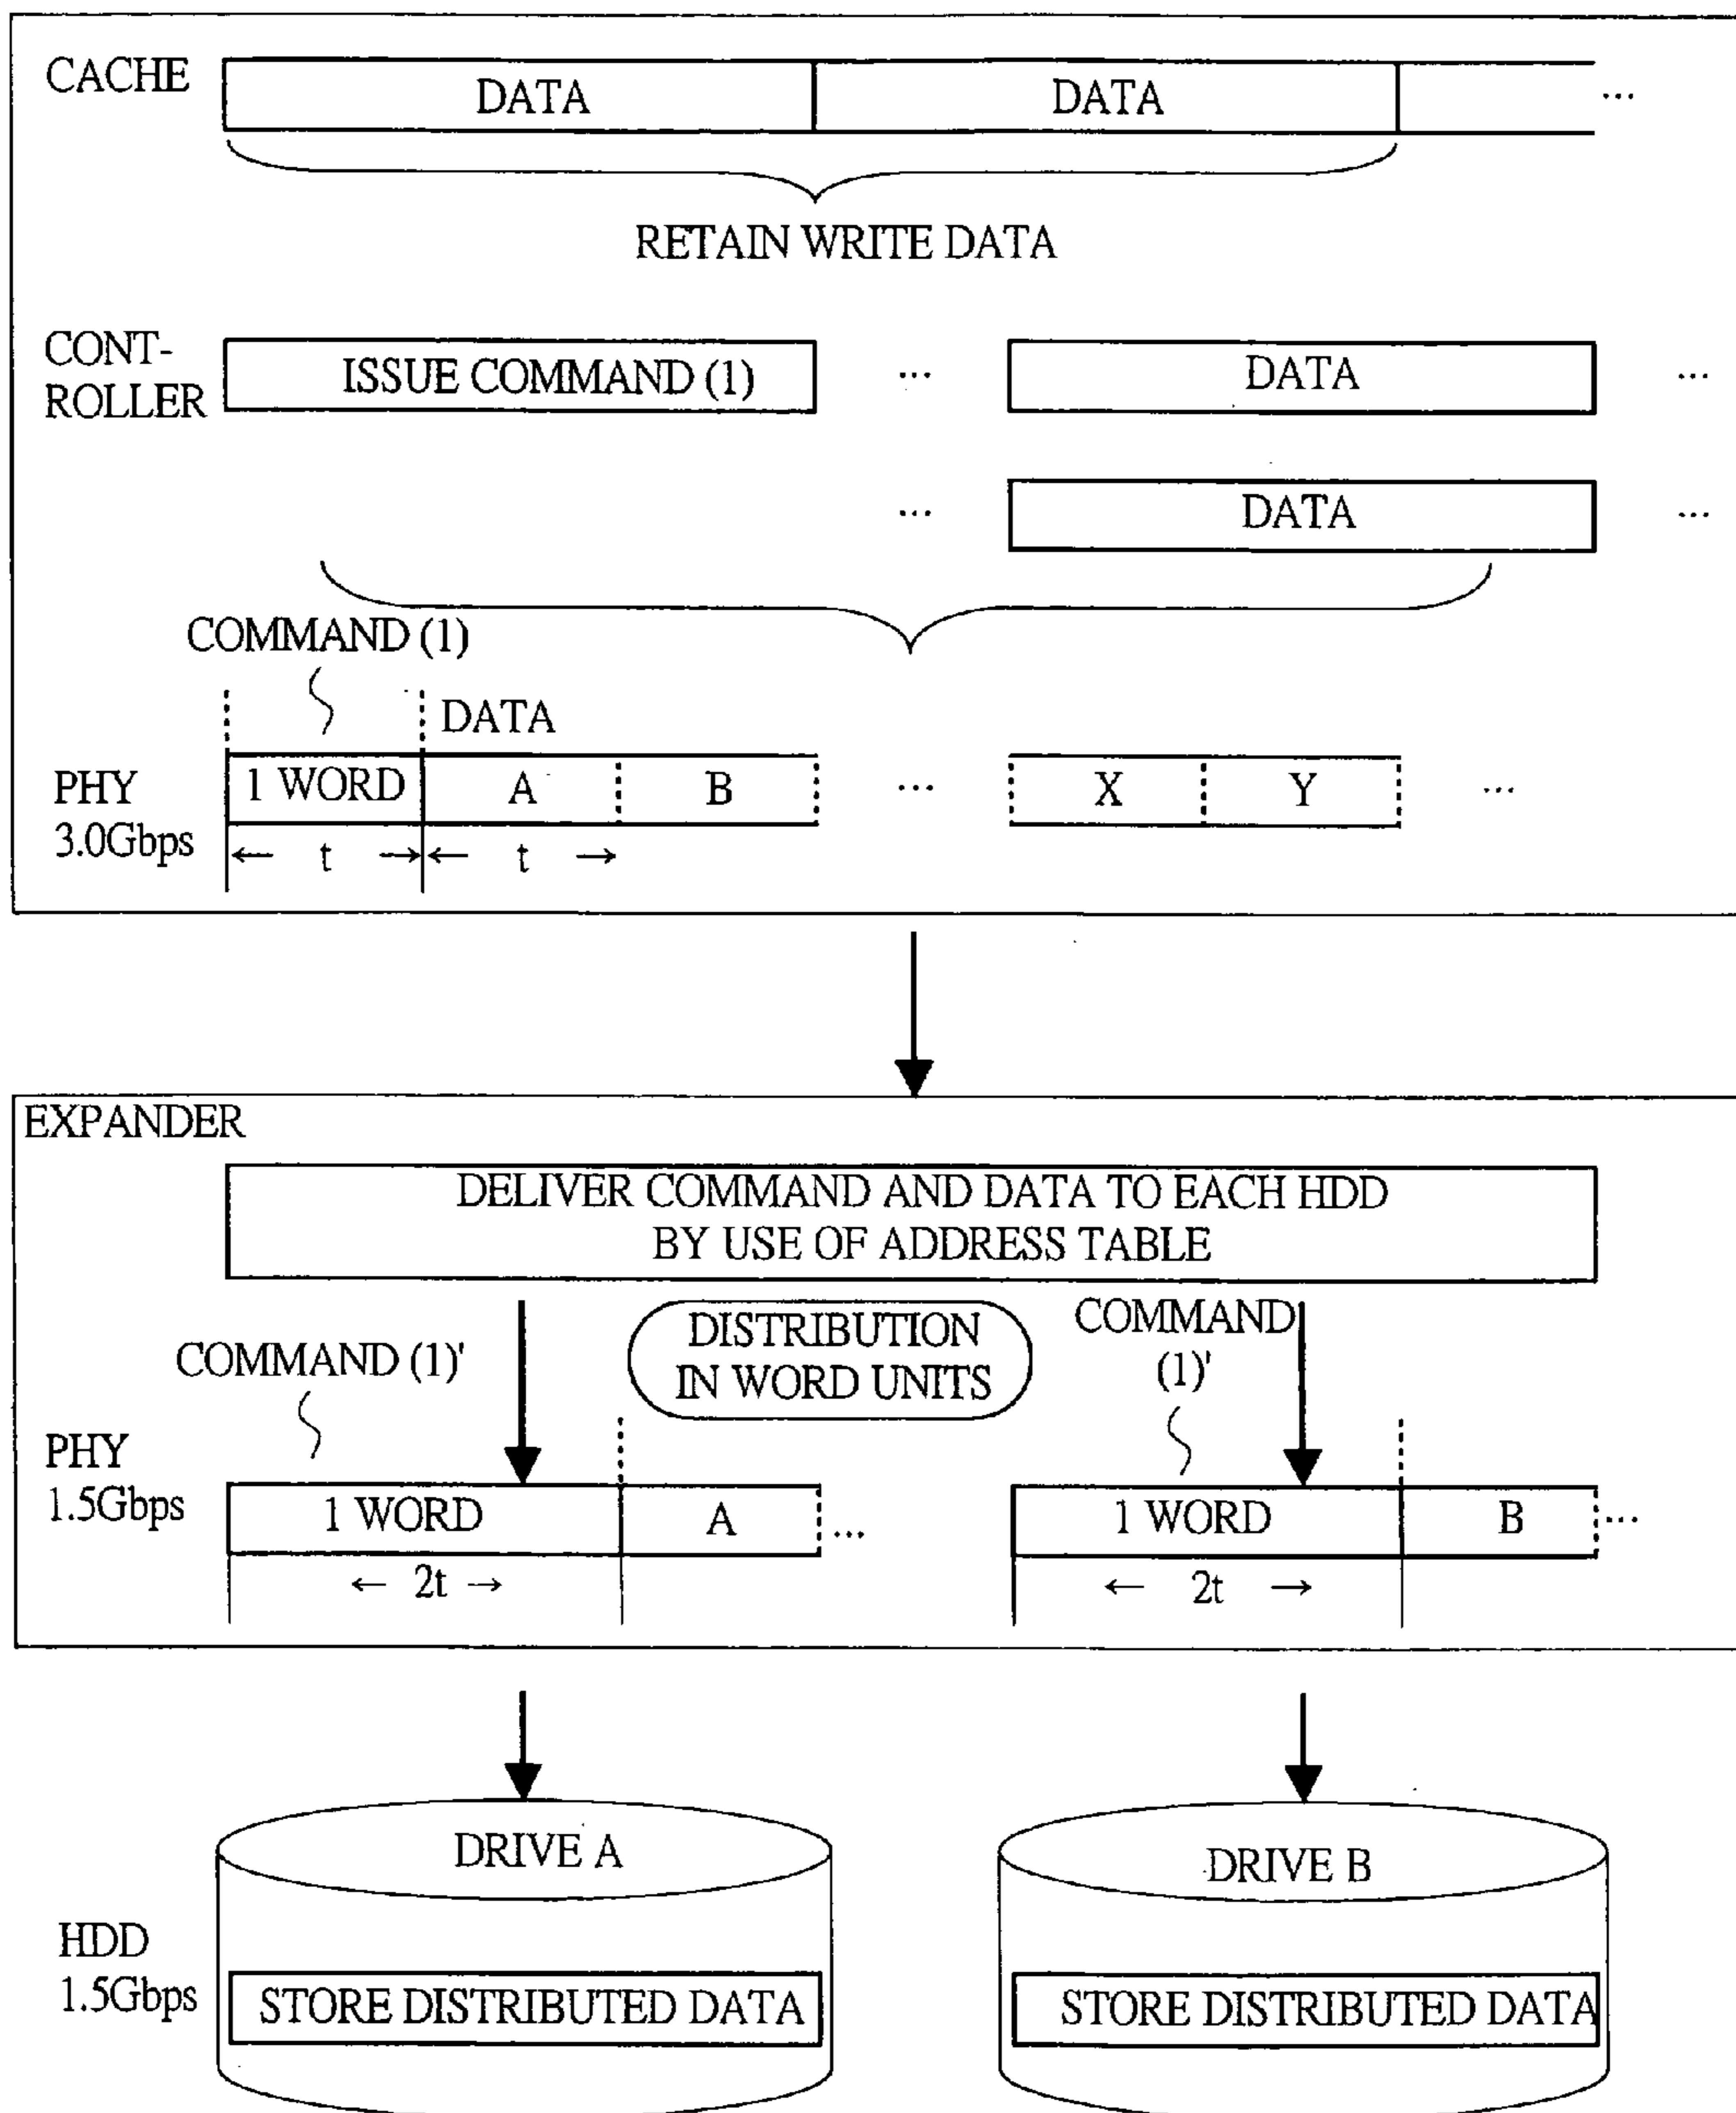 CACHE
DATA
DATA
...
RETAIN WRITE DATA
CONT-
ROLLER
ISSUE COMMAND (1)
...
DATA
...
...
DATA
...
COMMAND (1)
DATA
PHY
3.0Gbps
1 WORD
A
B
...
X
Y
...
← t →
← t →
EXPANDER
DELIVER COMMAND AND DATA TO EACH HDD
BY USE OF ADDRESS TABLE
COMMAND (1)'
DISTRIBUTION
IN WORD UNITS
COMMAND
(1)'
PHY
1.5Gbps
1 WORD
A
...
1 WORD
B
...
← 2t →
← 2t →
DRIVE A
DRIVE B
HDD
1.5Gbps
STORE DISTRIBUTED DATA
STORE DISTRIBUTED DATA